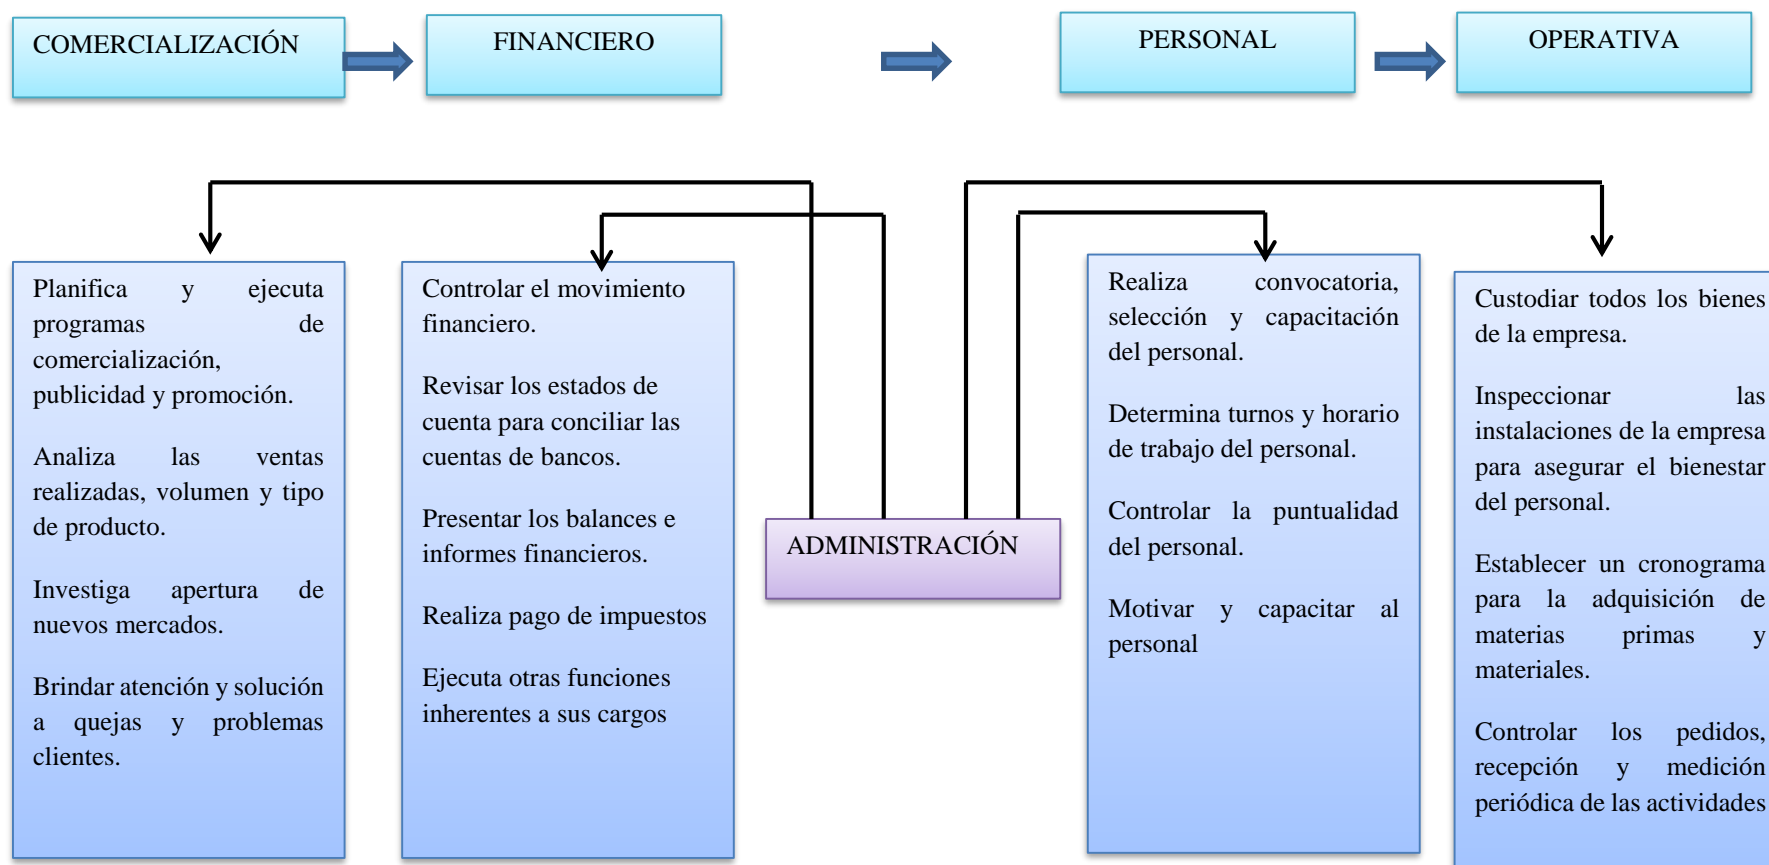 COMERCIALIZACIÓN
FINANCIERO
PERSONAL
OPERATIVA
Planifica y ejecuta
programas de
comercialización,
publicidad y promoción.
Analiza las ventas
realizadas, volumen y tipo
de producto.
Investiga apertura de
nuevos mercados.
Brindar atención y solución
a quejas y problemas
clientes.
Controlar el movimiento
financiero.
Revisar los estados de
cuenta para conciliar las
cuentas de bancos.
Presentar los balances e
informes financieros.
Realiza pago de impuestos
Ejecuta otras funciones
inherentes a sus cargos
ADMINISTRACIÓN
Realiza convocatoria,
selección y capacitación
del personal.
Determina turnos y horario
de trabajo del personal.
Controlar la puntualidad
del personal.
Motivar y capacitar al
personal
Custodiar todos los bienes
de la empresa.
Inspeccionar las
instalaciones de la empresa
para asegurar el bienestar
del personal.
Establecer un cronograma
para la adquisición de
materias primas y
materiales.
Controlar los pedidos,
recepción y medición
periódica de las actividades